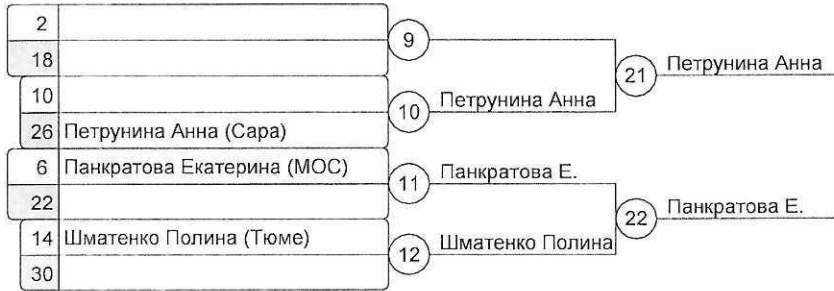 2
18
9
10
26 Петрунина Анна (Сара)
10 Петрунина Анна
21 Петрунина Анна
6 Панкратова Екатерина (МОС)
22
11 Панкратова Е.
14 Шматенко Полина (Тюме)
30
12 Шматенко Полина
22 Панкратова Е.